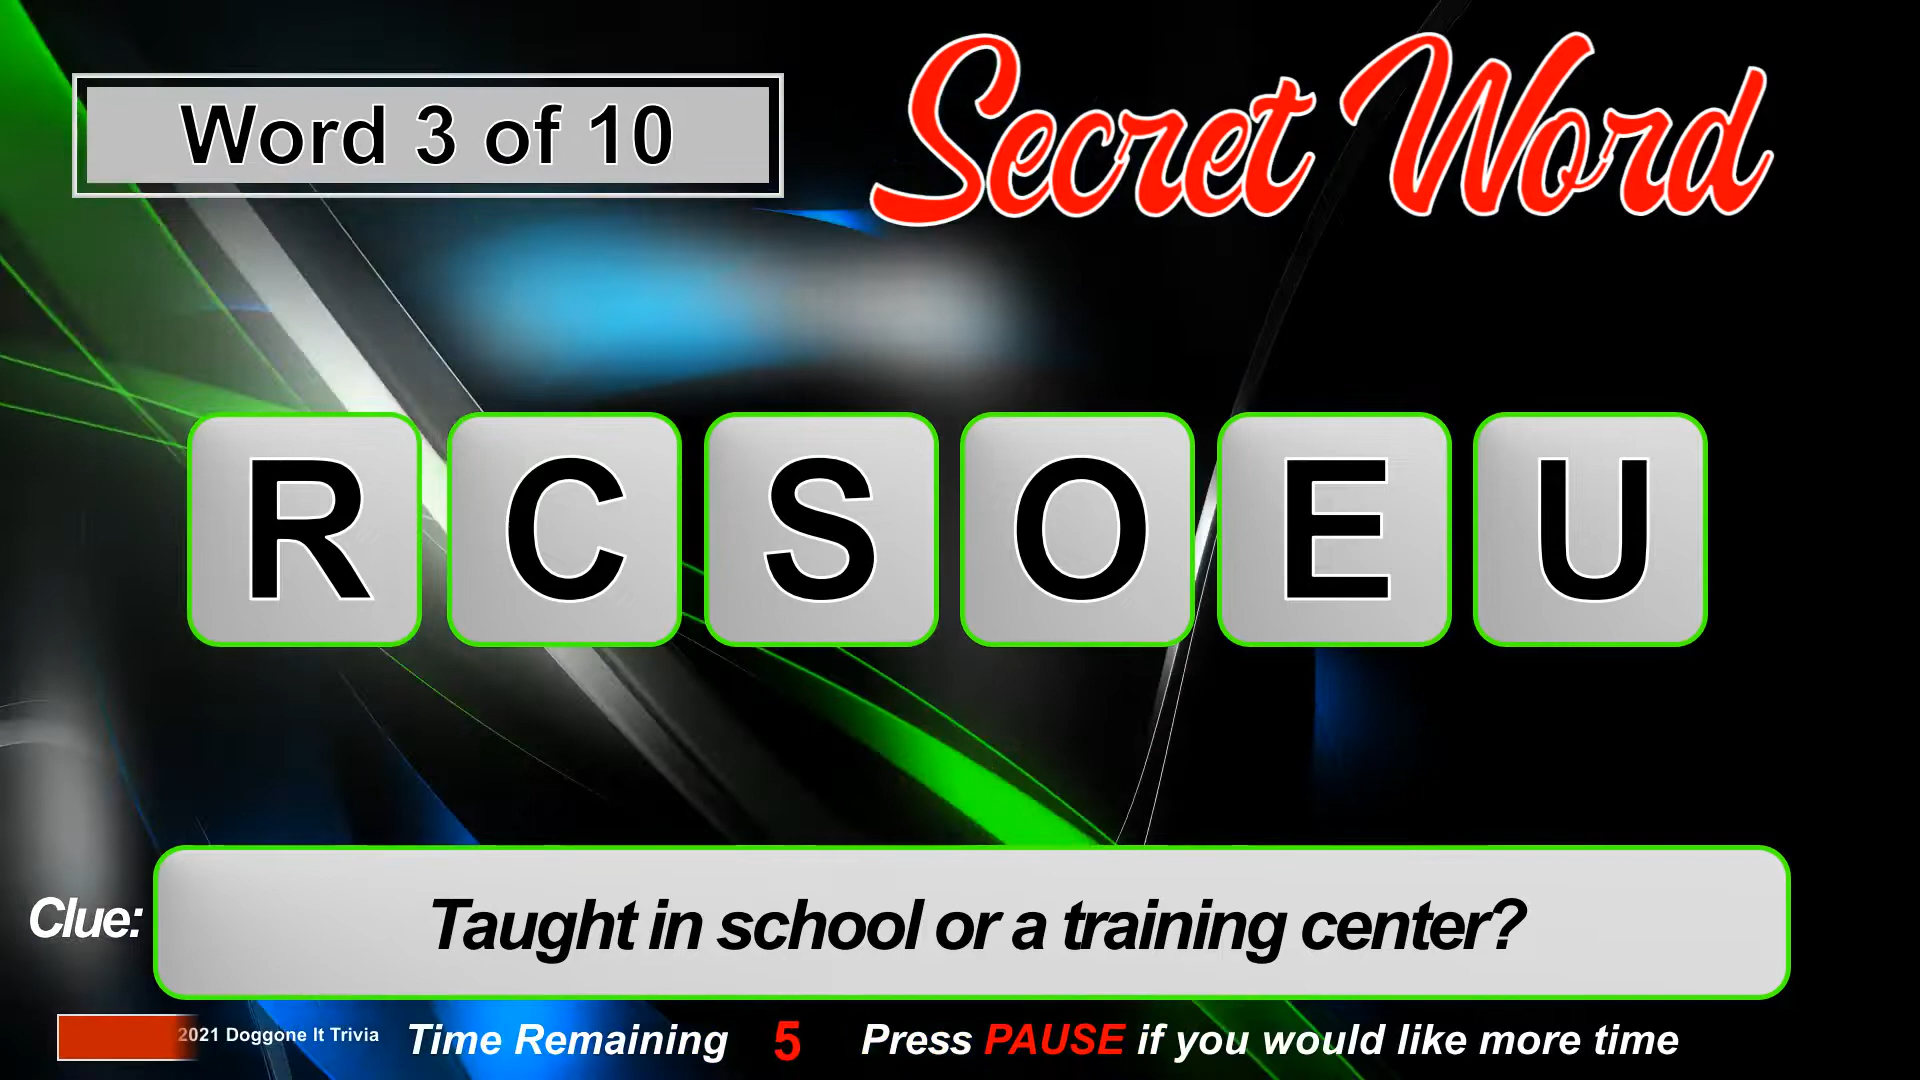 Word 3 of 10
Secret Word
R C S O E U
Clue:
Taught in school or a training center?
2021 Doggone It Trivia
Time Remaining 5 Press PAUSE if you would like more time